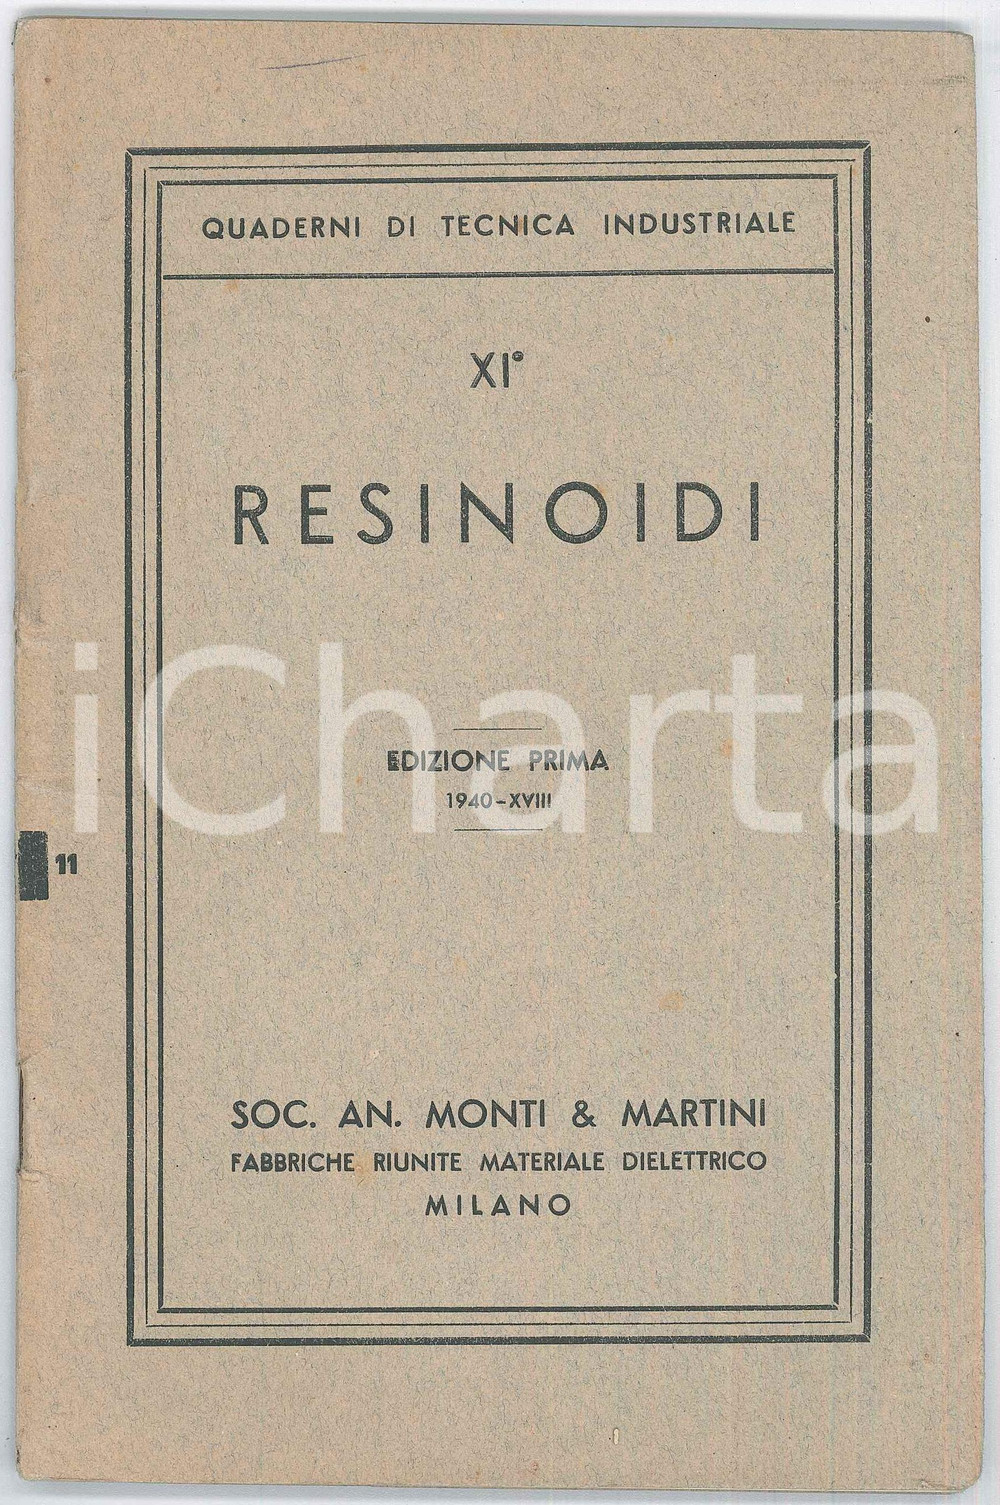 QUADERNI DI TECNICA INDUSTRIALE
XI°
RESINOIDI
iCharta
EDIZIONE PRIMA
1940-XVIII
11
SOC. AN. MONTI & MARTINI
FABBRICHE RIUNITE MATERIALE DIELETTRICO
MILANO